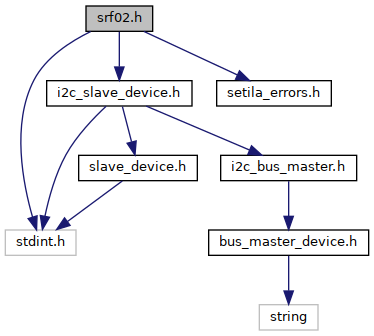 srf02.h
i2c_slave_device.h
setila_errors.h
slave_device.h
i2c_bus_master.h
stdint.h
bus_master_device.h
string